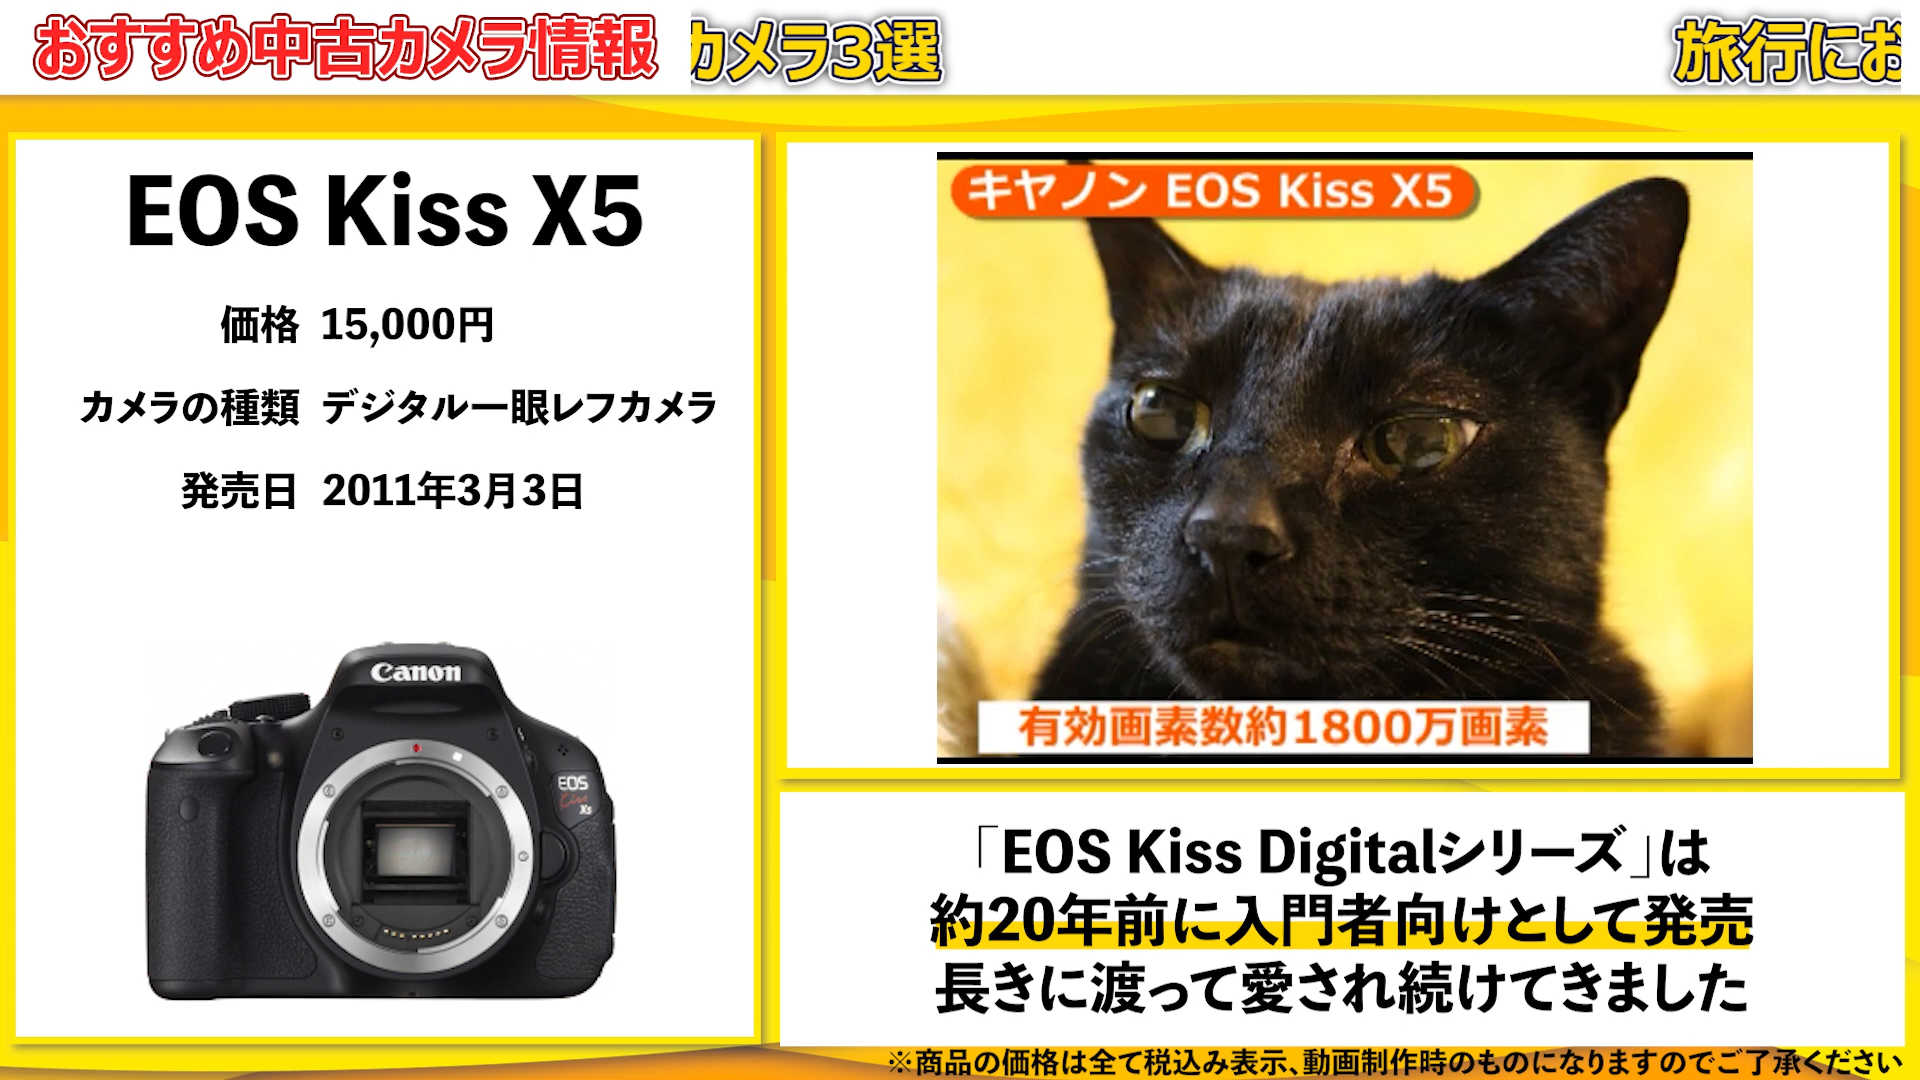 おすすめ中古カメラ情報
カメラ3選
旅行にお
EOS Kiss X5
価格 15,000円
カメラの種類 デジタル一眼レフカメラ
発売日 2011年3月3日
Canon
EOS
Kiss
X5
キヤノン EOS Kiss X5
有効画素数約1800万画素
「EOS Kiss Digitalシリーズ」は
約20年前に入門者向けとして発売
長きに渡って愛され続けてきました
※商品の価格は全て税込み表示、動画制作時のものになりますのでご了承ください